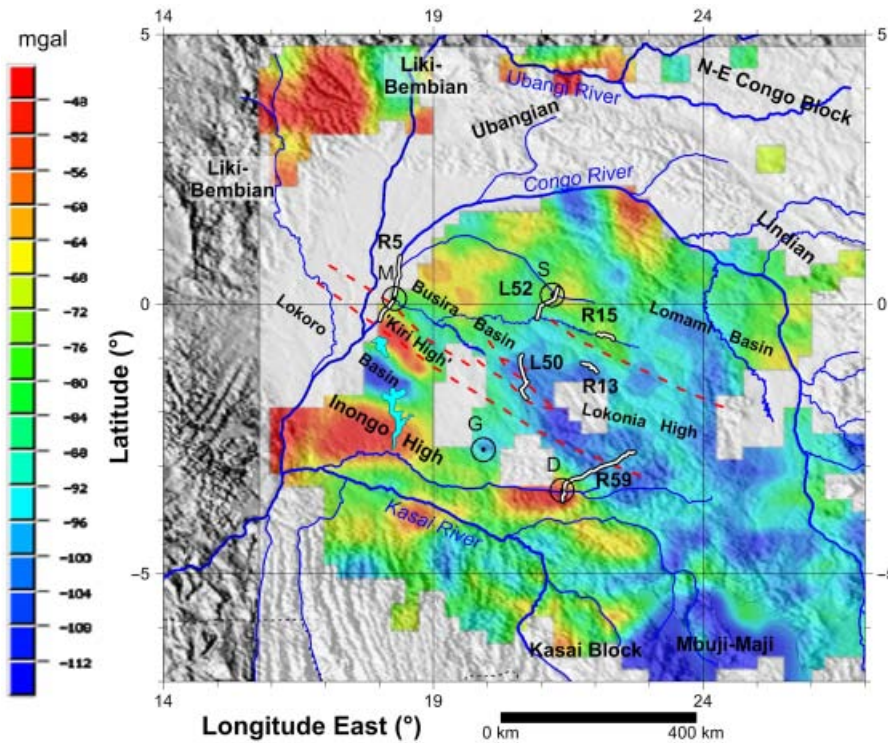 14
19
24
mgal
5
5
-48
-52
-56
-60
-64
-68
-72
-76
-80
-84
-88
-92
-96
-100
-104
-108
-112
Liki-
Bembian
Liki-
Bembian
Ubangi River
Ubangian
N-E Congo
Block
Congo River
Lindian
R5
M
S
L52
R15
0
0
Lokoro
Basin
Busira
Basin
Kiri High
Lomami
Basin
L50
R13
Lokonia High
Inongo
High
G
D
R59
Kasai River
-5
-5
Kasai Block
Mbuji-Maji
Latitude (°)
14
19
24
Longitude East (°)
0 km
400 km